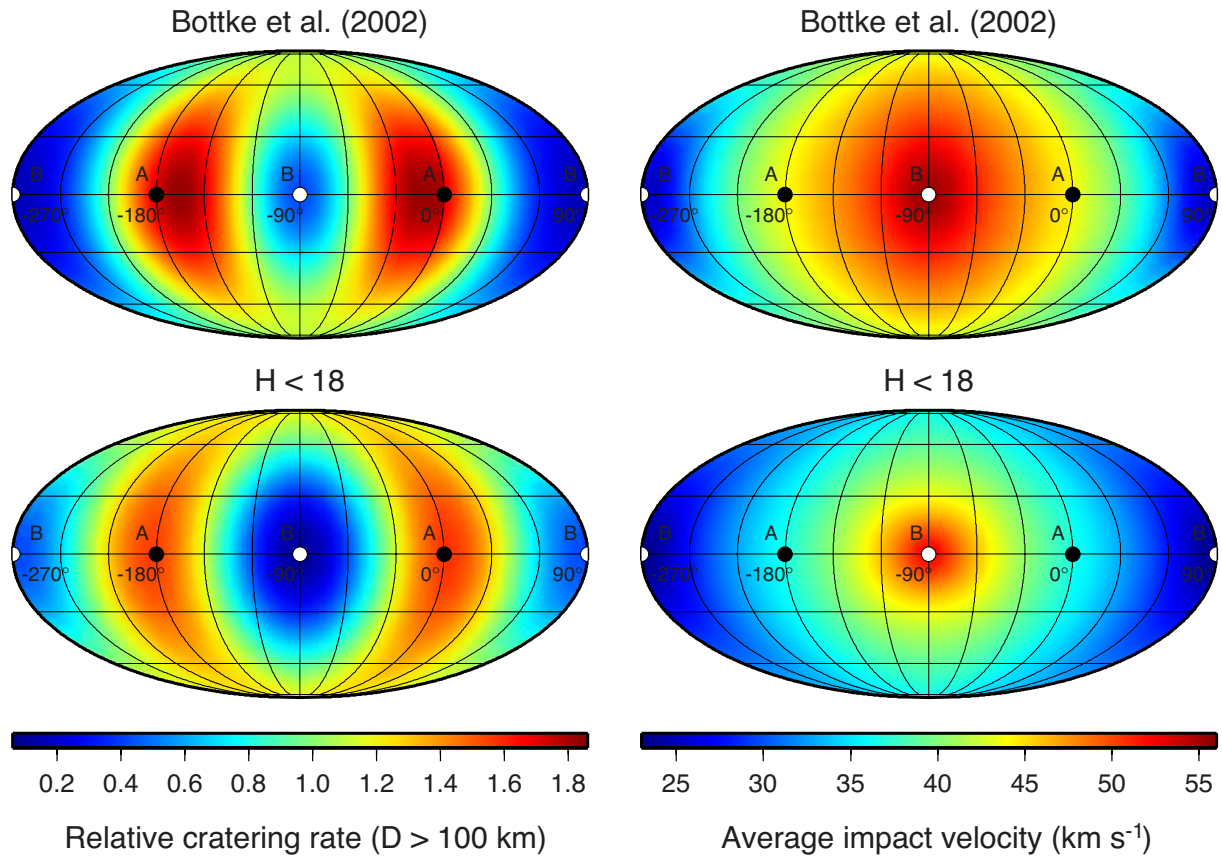 Bottke et al. (2002)
Bottke et al. (2002)
B A B A B
-270° -180° -90° 0° 90°
B A B A B
-270° -180° -90° 0° 90°
H < 18
H < 18
B A B A B
-270° -180° -90° 0° 90°
B A B A B
-270° -180° -90° 0° 90°
0.2 0.4 0.6 0.8 1.0 1.2 1.4 1.6 1.8
25 30 35 40 45 50 55
Relative cratering rate (D > 100 km)
Average impact velocity (km s⁻¹)